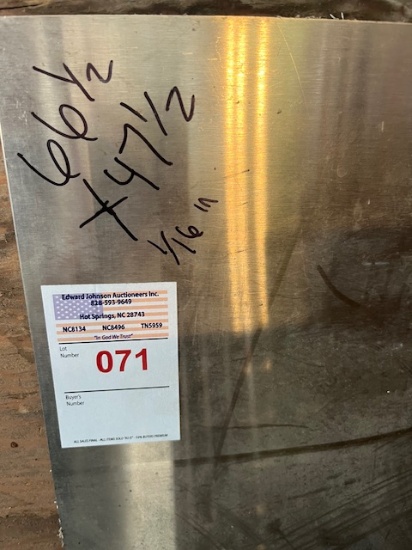 66 1/2
x 47 1/2
1/16 in
Edward Johnson Auctioneers Inc.
828-593-9649
Hot Springs, NC 28743
NC8134 NC8496 TN5959
"In God We Trust"
Lot
Number
071
Buyer's
Number